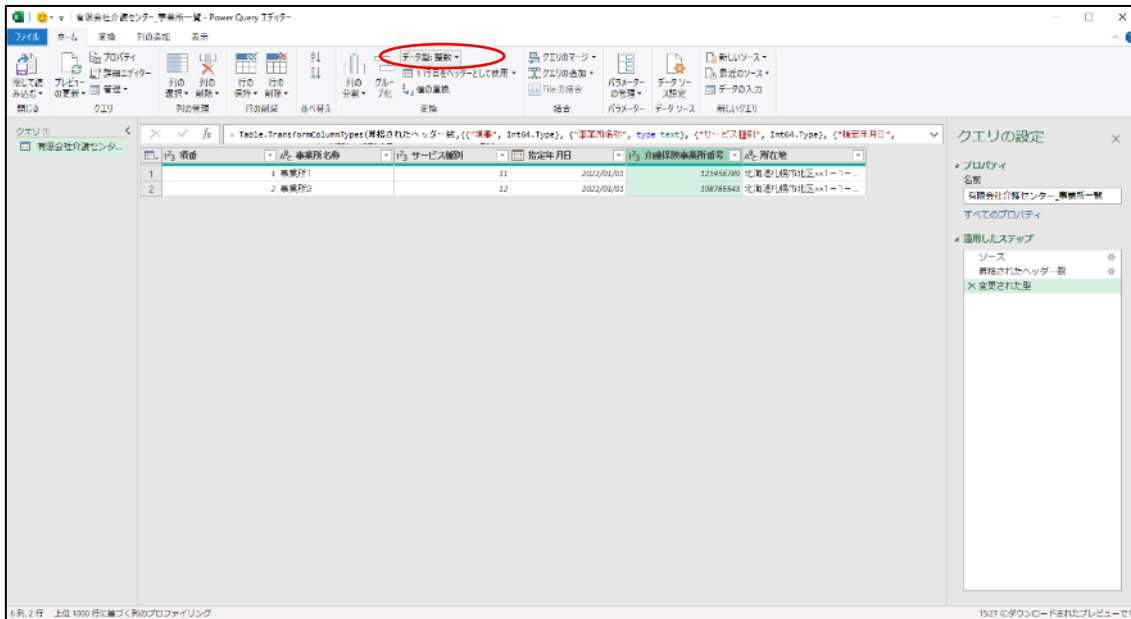 有限会社介護センター_事業所一覧 - Power Query エディター
ファイル ホーム 変換 列の追加 表示
閉じて読み込む
プレビューの更新
プロパティ
詳細エディター
管理
列の選択
列の削除
行の保持
行の削除
列の分割
グループ化
データ型: 整数
1 行目をヘッダーとして使用
値の置換
クエリのマージ
クエリの追加
File の結合
パラメーターの管理
データ ソース設定
新しいソース
最近のソース
データの入力
閉じる クエリ 列の管理 行の削減 並べ替え 変換 結合 パラメーター データ ソース 新しいクエリ
クエリ [1]
有限会社介護センタ...
= Table.TransformColumnTypes(昇格されたヘッダー数,{{"項番", Int64.Type}, {"事業所名称", type text}, {"サービス種別", Int64.Type}, {"指定年月日",
項番 事業所名称 サービス種別 指定年月日 介護保険事業所番号 所在地
1 1 事業所1 11 2022/01/01 123456789 北海道札幌市北区××1－1－...
2 2 事業所2 12 2022/01/01 198765543 北海道札幌市北区××1－1－...
クエリの設定
プロパティ
名前
有限会社介護センター_事業所一覧
すべてのプロパティ
適用したステップ
ソース
昇格されたヘッダー数
変更された型
6 列、2 行 上位 1000 行に基づく列のプロファイリング
15:27 にダウンロードされたプレビューです